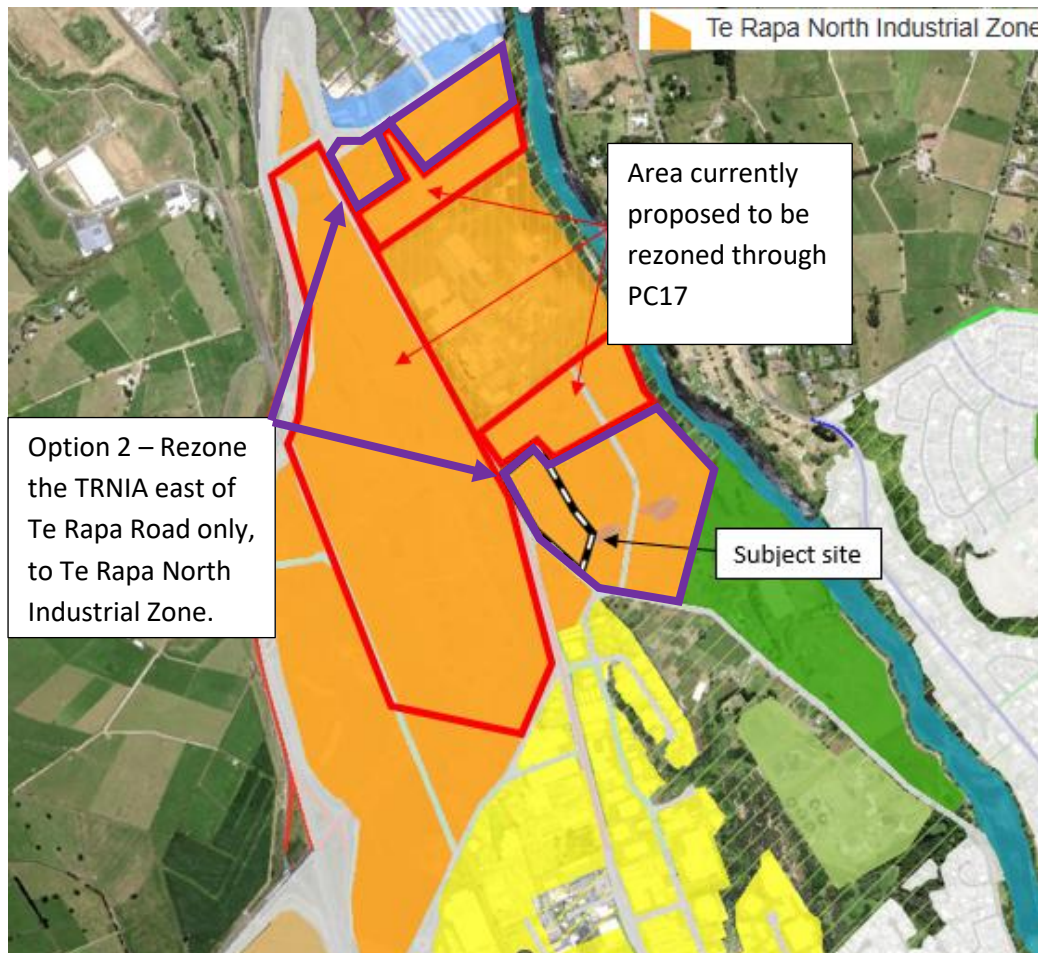 Te Rapa North Industrial Zone
Area currently
proposed to be
rezoned through
PC17
Option 2 – Rezone
the TRNIA east of
Te Rapa Road only,
to Te Rapa North
Industrial Zone.
Subject site